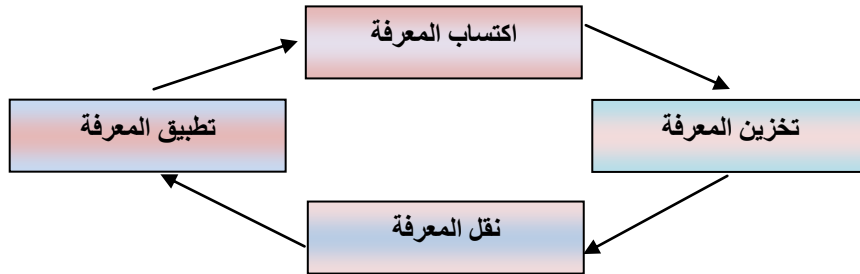 اكتساب المعرفة
تخزين المعرفة
نقل المعرفة
تطبيق المعرفة